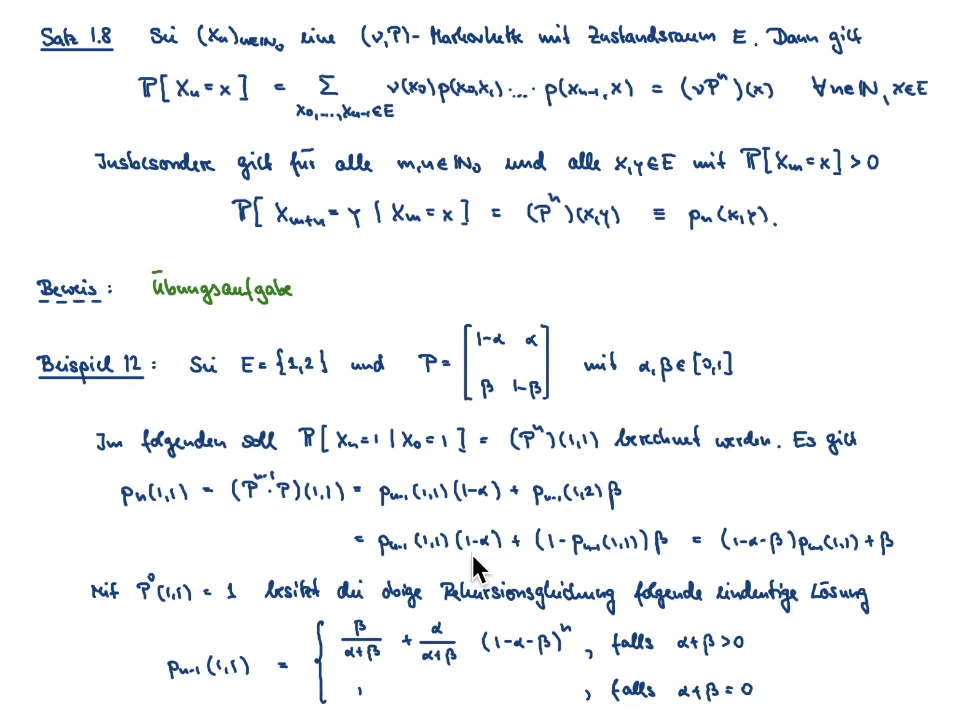 Satz 1.8 Sei (Xₙ)ₙ∈ℕ₀ eine (ν,P)-Markovkette mit Zustandsraum E. Dann gilt
ℙ[Xₙ = x] = Σ_{x₀,…,xₙ₋₁∈E} ν(x₀)p(x₀,x₁)·…·p(xₙ₋₁,x) = (νPⁿ)(x) ∀n∈ℕ, x∈E
Insbesondere gilt für alle m,n∈ℕ₀ und alle x,y∈E mit ℙ[Xₘ=x] > 0
ℙ[Xₘ₊ₙ = y | Xₘ = x] = (Pⁿ)(x,y) ≡ pₙ(x,y).
Beweis: Übungsaufgabe
Beispiel 12: Sei E = {1,2} und P = [1-α α; β 1-β] mit α,β∈[0,1]
Im folgenden soll ℙ[Xₙ=1 | X₀=1] = (Pⁿ)(1,1) berechnet werden. Es gilt
pₙ(1,1) = (Pⁿ⁻¹·P)(1,1) = pₙ₋₁(1,1)(1-α) + pₙ₋₁(1,2)β
= pₙ₋₁(1,1)(1-α) + (1-pₙ₋₁(1,1))β = (1-α-β)pₙ₋₁(1,1) + β
Mit P⁰(1,1) = 1 besitzt die obige Rekursionsgleichung folgende eindeutige Lösung
pₙ₋₁(1,1) = { β/(α+β) + α/(α+β) (1-α-β)ⁿ , falls α+β > 0
1 , falls α+β = 0